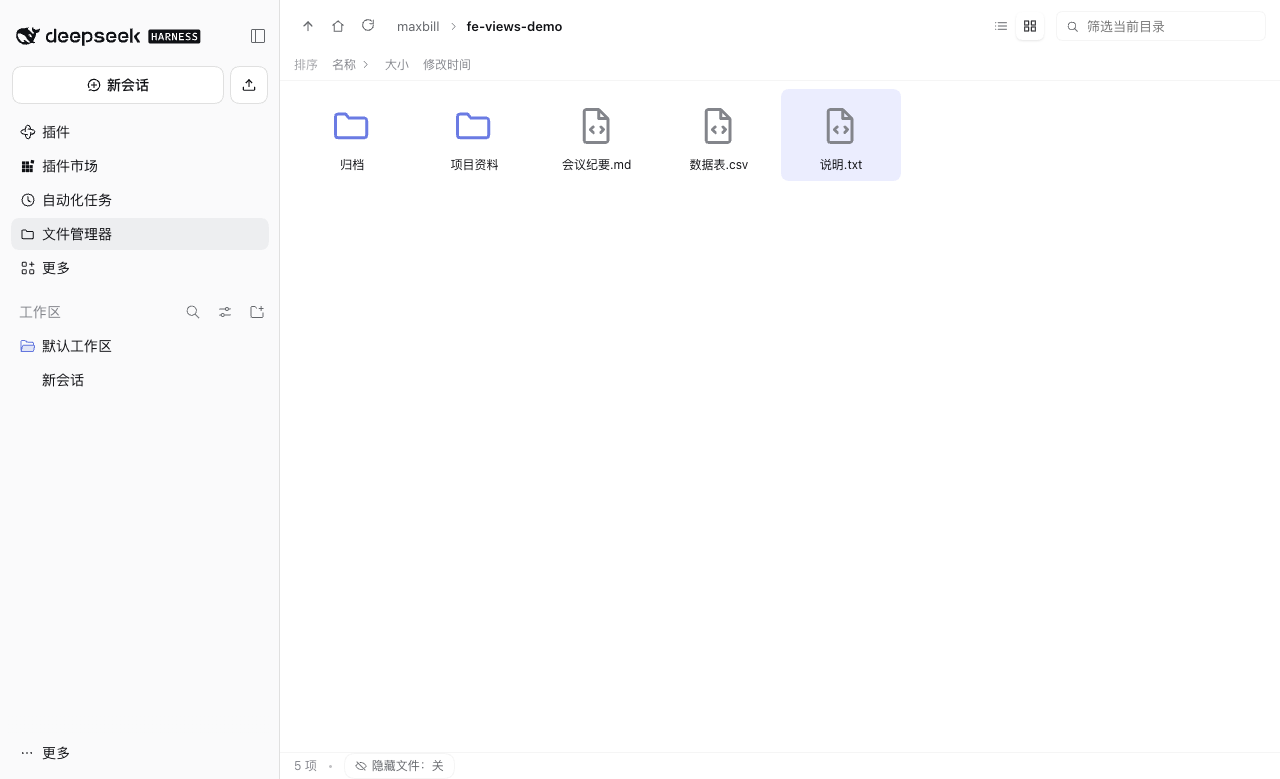 deepseek HARNESS
新会话
插件
插件市场
自动化任务
文件管理器
更多
工作区
默认工作区
新会话
更多
maxbill fe-views-demo
筛选当前目录
排序 名称 大小 修改时间
归档
项目资料
会议纪要.md
数据表.csv
说明.txt
5 项 • 隐藏文件：关